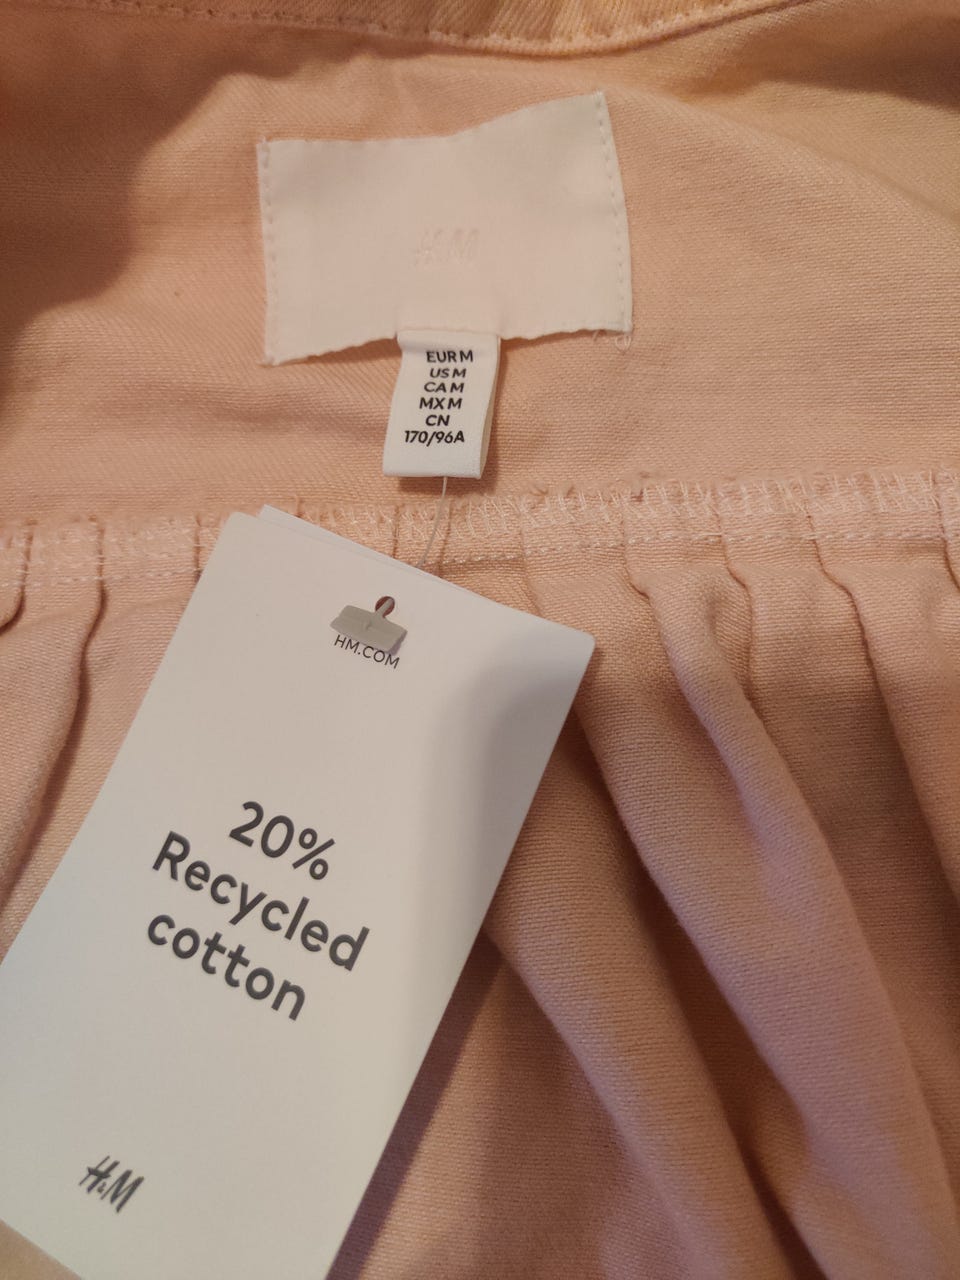 H&M
EUR M
US M
CA M
MX M
CN
170/96A
HM.COM
20%
Recycled
cotton
H&M